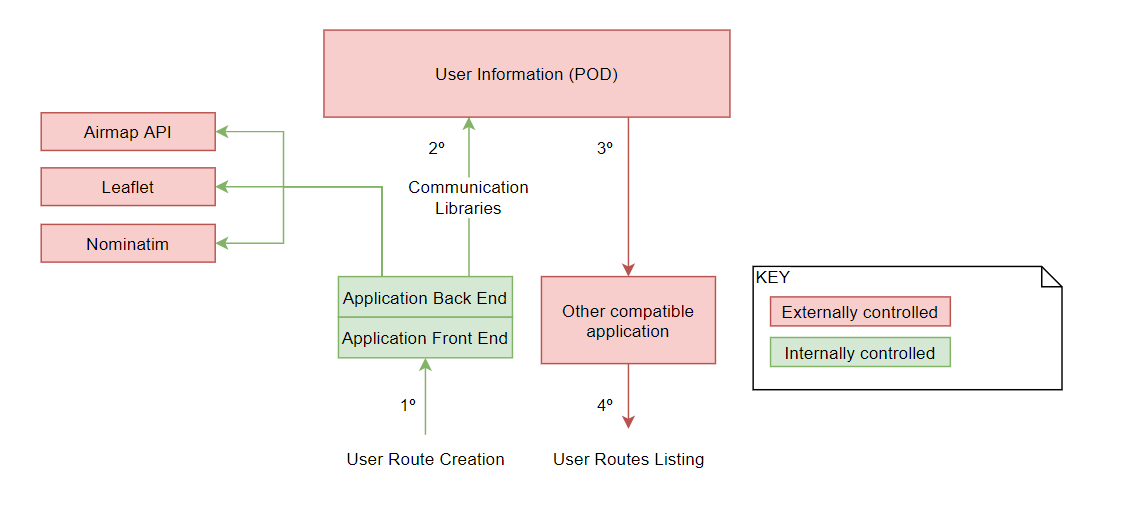 User Information (POD)
Airmap API
Leaflet
Nominatim
2º
3º
Communication
Libraries
Application Back End
Application Front End
Other compatible
application
KEY
Externally controlled
Internally controlled
1º
4º
User Route Creation
User Routes Listing